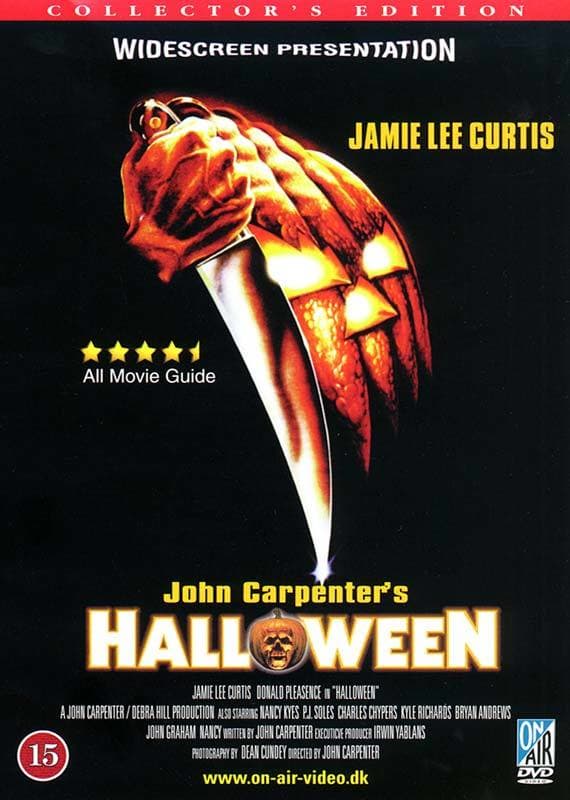 COLLECTOR'S EDITION
WIDESCREEN PRESENTATION
JAMIE LEE CURTIS
All Movie Guide
John Carpenter's
HALLOWEEN
JAMIE LEE CURTIS DONALD PLEASENCE IN "HALLOWEEN"
A JOHN CARPENTER / DEBRA HILL PRODUCTION ALSO STARRING NANCY KYES P.J. SOLES CHARLES CHYPERS KYLE RICHARDS BRYAN ANDREWS
JOHN GRAHAM NANCY WRITTEN BY JOHN CARPENTER EXECUTICVE PRODUCER IRWIN YABLANS
PHOTOGRAPHY BY DEAN CUNDEY DIRECTED BY JOHN CARPENTER
15
www.on-air-video.dk
ON
AIR
DVD
VIDEO